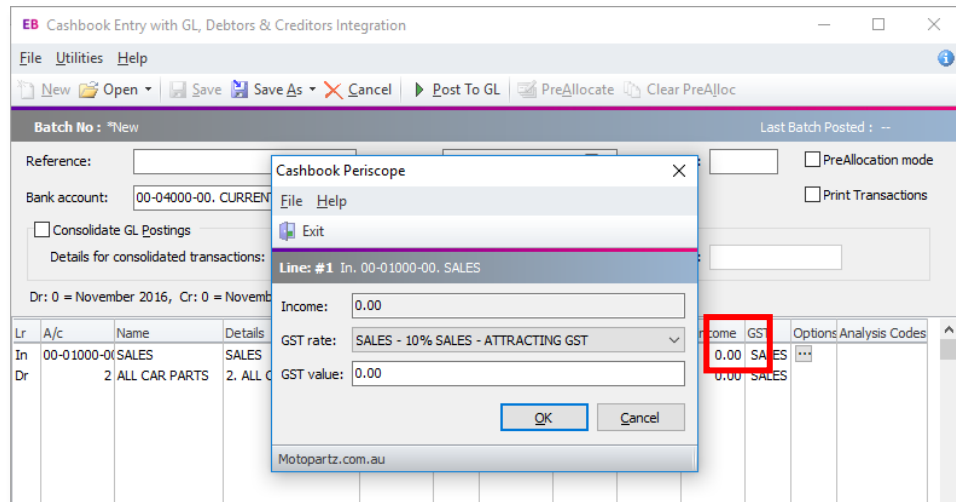 EB Cashbook Entry with GL, Debtors & Creditors Integration
File Utilities Help
New Open Save Save As Cancel Post To GL PreAllocate Clear PreAlloc
Batch No : *New Last Batch Posted : --
Reference: PreAllocation mode
Bank account: 00-04000-00. CURREN Print Transactions
Consolidate GL Postings
Details for consolidated transactions:
Dr: 0 = November 2016, Cr: 0 = Novemb
Lr A/c Name Details come GST Options Analysis Codes
In 00-01000-0 SALES SALES 0.00 SALES ...
Dr 2 ALL CAR PARTS 2. ALL C 0.00 SALES
Cashbook Periscope
File Help
Exit
Line: #1 In. 00-01000-00. SALES
Income: 0.00
GST rate: SALES - 10% SALES - ATTRACTING GST
GST value: 0.00
OK Cancel
Motopartz.com.au